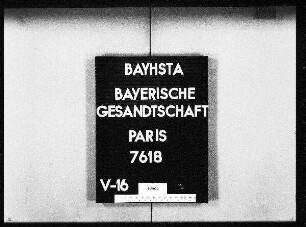 BAYHSTA
BAYERISCHE
GESANDTSCHAFT
PARIS
7618
V-16